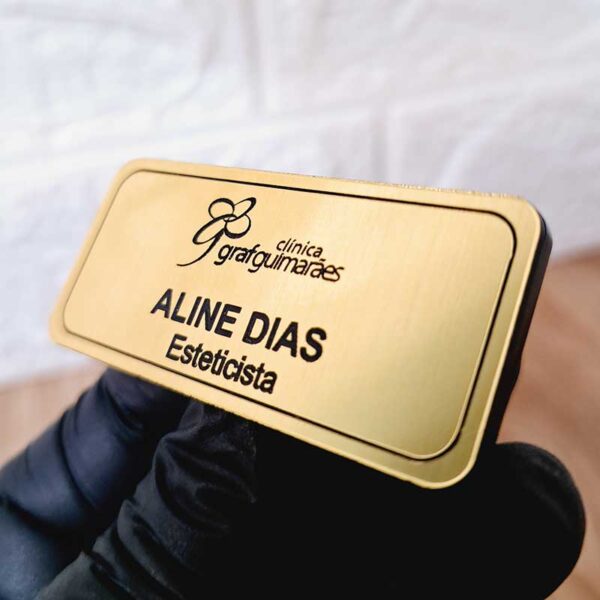 clínica
grafguimarães
ALINE DIAS
Esteticista